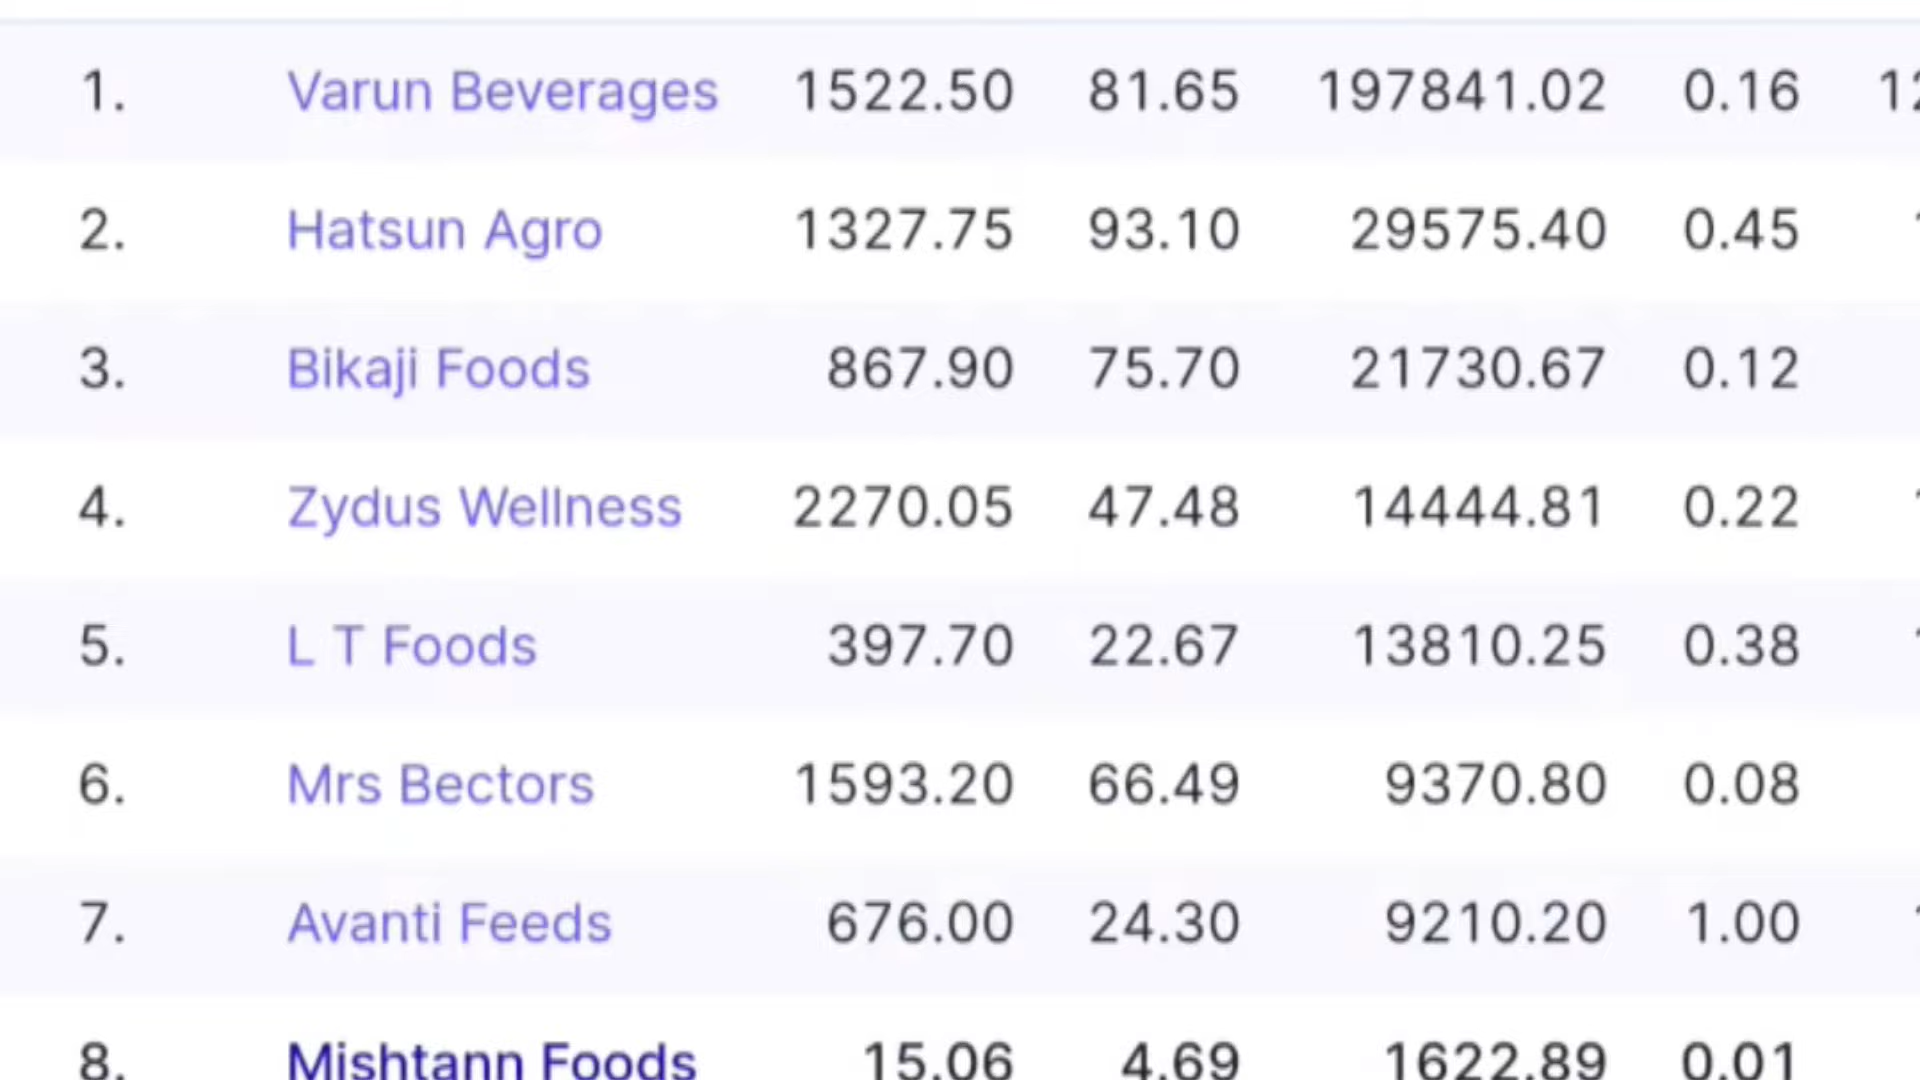 1. Varun Beverages 1522.50 81.65 197841.02 0.16 12
2. Hatsun Agro 1327.75 93.10 29575.40 0.45 1
3. Bikaji Foods 867.90 75.70 21730.67 0.12
4. Zydus Wellness 2270.05 47.48 14444.81 0.22
5. L T Foods 397.70 22.67 13810.25 0.38
6. Mrs Bectors 1593.20 66.49 9370.80 0.08
7. Avanti Feeds 676.00 24.30 9210.20 1.00
8. Mishtann Foods 15.06 4.69 1622.89 0.01